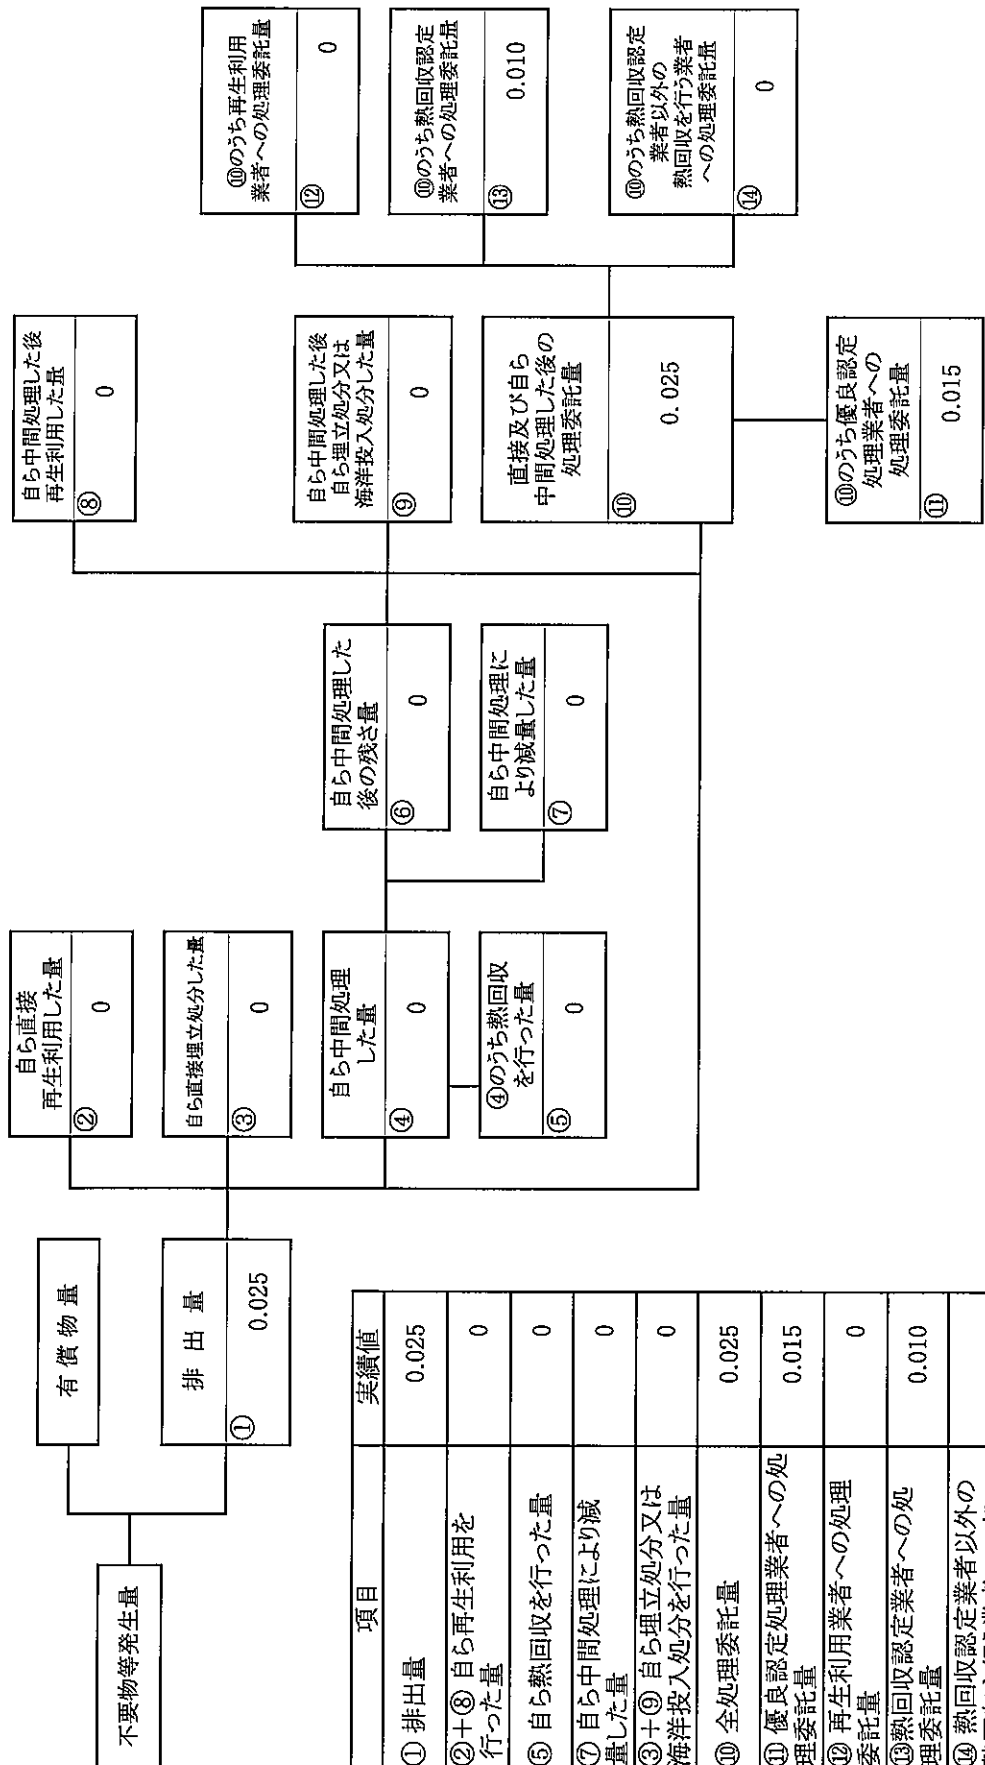 不要物等発生量
有償物量
排出量
①
0.025
自ら直接
再生利用した量
②
0
自ら直接埋立処分した量
③
0
自ら中間処理
した量
④
0
④のうち熱回収
を行った量
⑤
0
自ら中間処理した
後の残さ量
⑥
0
自ら中間処理に
より減量した量
⑦
0
自ら中間処理した後
再生利用した量
⑧
0
自ら中間処理した後
自ら埋立処分又は
海洋投入処分した量
⑨
0
直接及び自ら
中間処理した後の
処理委託量
⑩
0.025
⑩のうち優良認定
処理業者への
処理委託量
⑪
0.015
⑩のうち再生利用
業者への処理委託量
⑫
0
⑩のうち熱回収認定
業者への処理委託量
⑬
0.010
⑩のうち熱回収認定
業者以外の
熱回収を行う業者
への処理委託量
⑭
0
項目 実績値
① 排出量 0.025
②+⑧ 自ら再生利用を
行った量 0
⑤ 自ら熱回収を行った量 0
⑦ 自ら中間処理により減
量した量 0
③+⑨ 自ら埋立処分又は
海洋投入処分を行った量 0
⑩ 全処理委託量 0.025
⑪ 優良認定処理業者への処
理委託量 0.015
⑫ 再生利用業者への処理
委託量 0
⑬熱回収認定業者への処
理委託量 0.010
⑭ 熱回収認定業者以外の